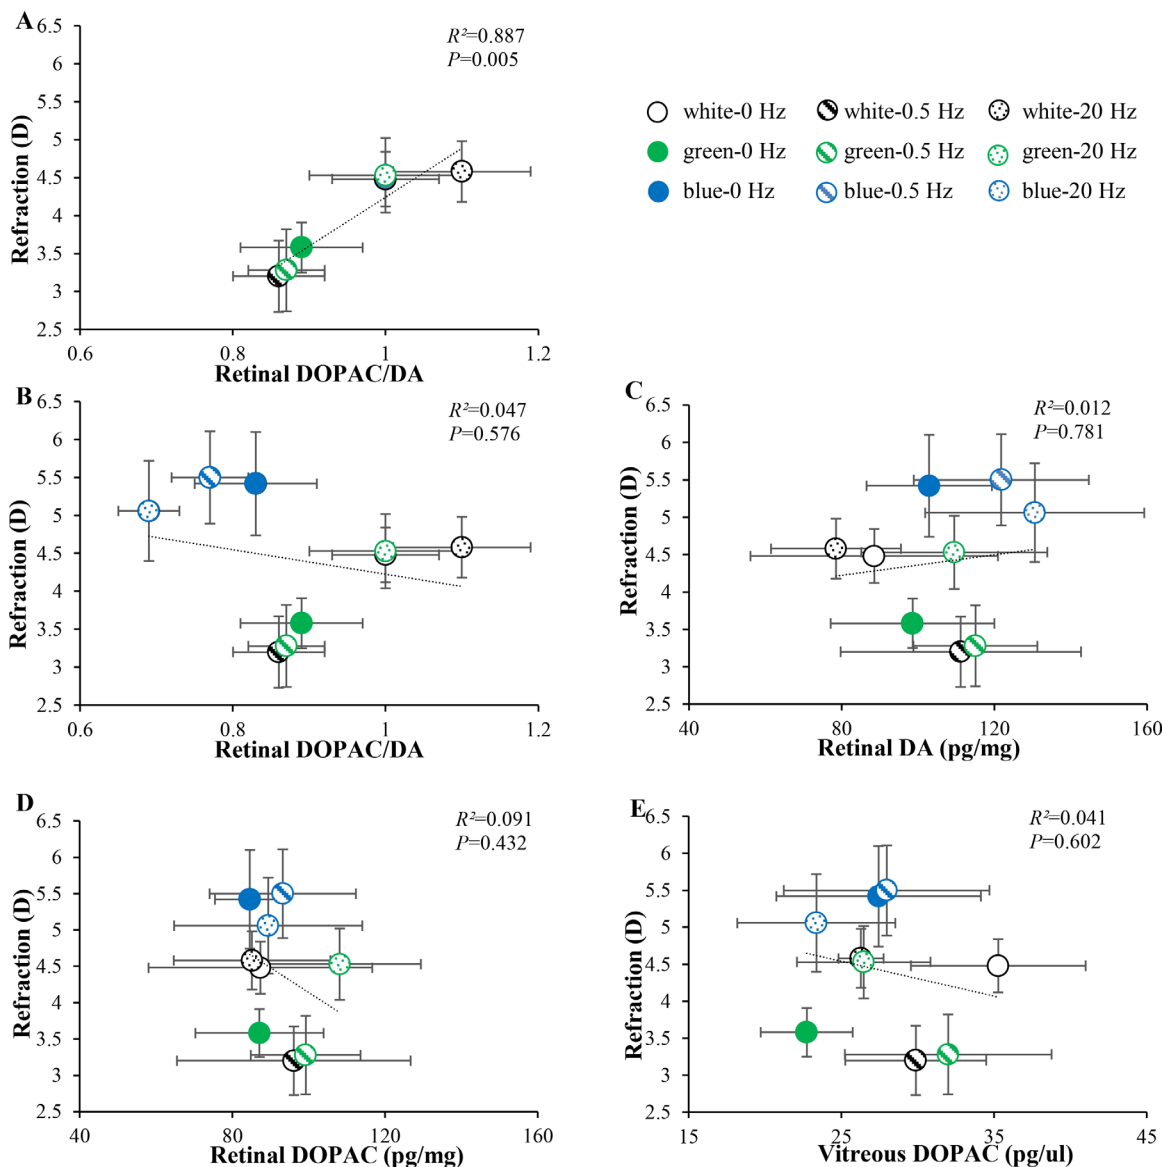 A
R²=0.887
P=0.005
6.5
6
5.5
5
4.5
4
3.5
3
2.5
Refraction (D)
0.6 0.8 1 1.2
Retinal DOPAC/DA
white-0 Hz white-0.5 Hz white-20 Hz
green-0 Hz green-0.5 Hz green-20 Hz
blue-0 Hz blue-0.5 Hz blue-20 Hz
B
R²=0.047
P=0.576
6.5
6
5.5
5
4.5
4
3.5
3
2.5
Refraction (D)
0.6 0.8 1 1.2
Retinal DOPAC/DA
C
R²=0.012
P=0.781
6.5
6
5.5
5
4.5
4
3.5
3
2.5
Refraction (D)
40 80 120 160
Retinal DA (pg/mg)
D
R²=0.091
P=0.432
6.5
6
5.5
5
4.5
4
3.5
3
2.5
Refraction (D)
40 80 120 160
Retinal DOPAC (pg/mg)
E
R²=0.041
P=0.602
6.5
6
5.5
5
4.5
4
3.5
3
2.5
Refraction (D)
15 25 35 45
Vitreous DOPAC (pg/ul)